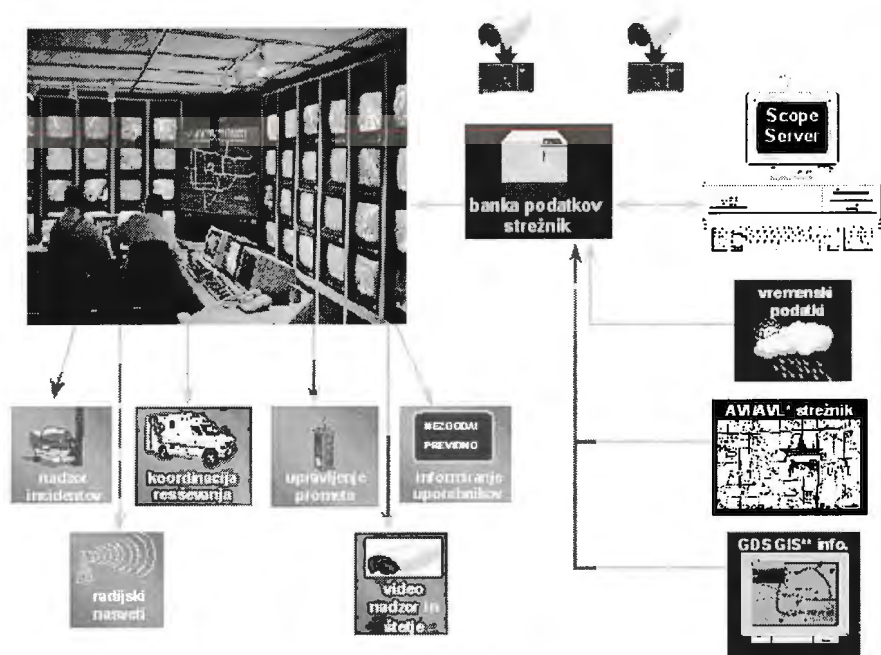 Scope
Server
banka podatkov
strežnik
vremenski
podatki
AVI/AVL* strežnik
GDS GIS** info.
NEZGODA!
PREVIDNO
nadzor
incidentov
koordinacija
reševanja
upravljenje
prometa
informiranje
uporabnikov
radijski
nasveti
video
nadzor in
štetje